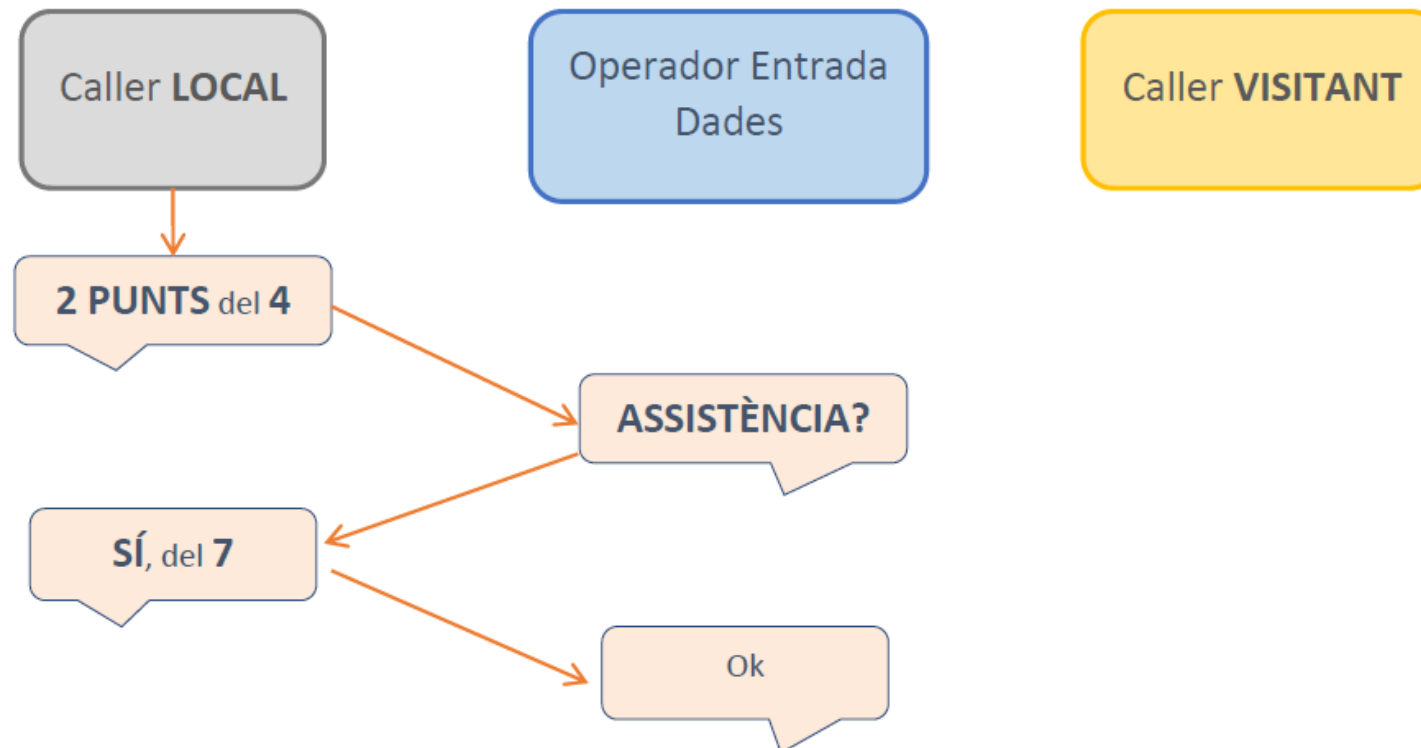 Caller LOCAL
Operador Entrada
Dades
Caller VISITANT
2 PUNTS del 4
ASSISTÈNCIA?
SÍ, del 7
Ok